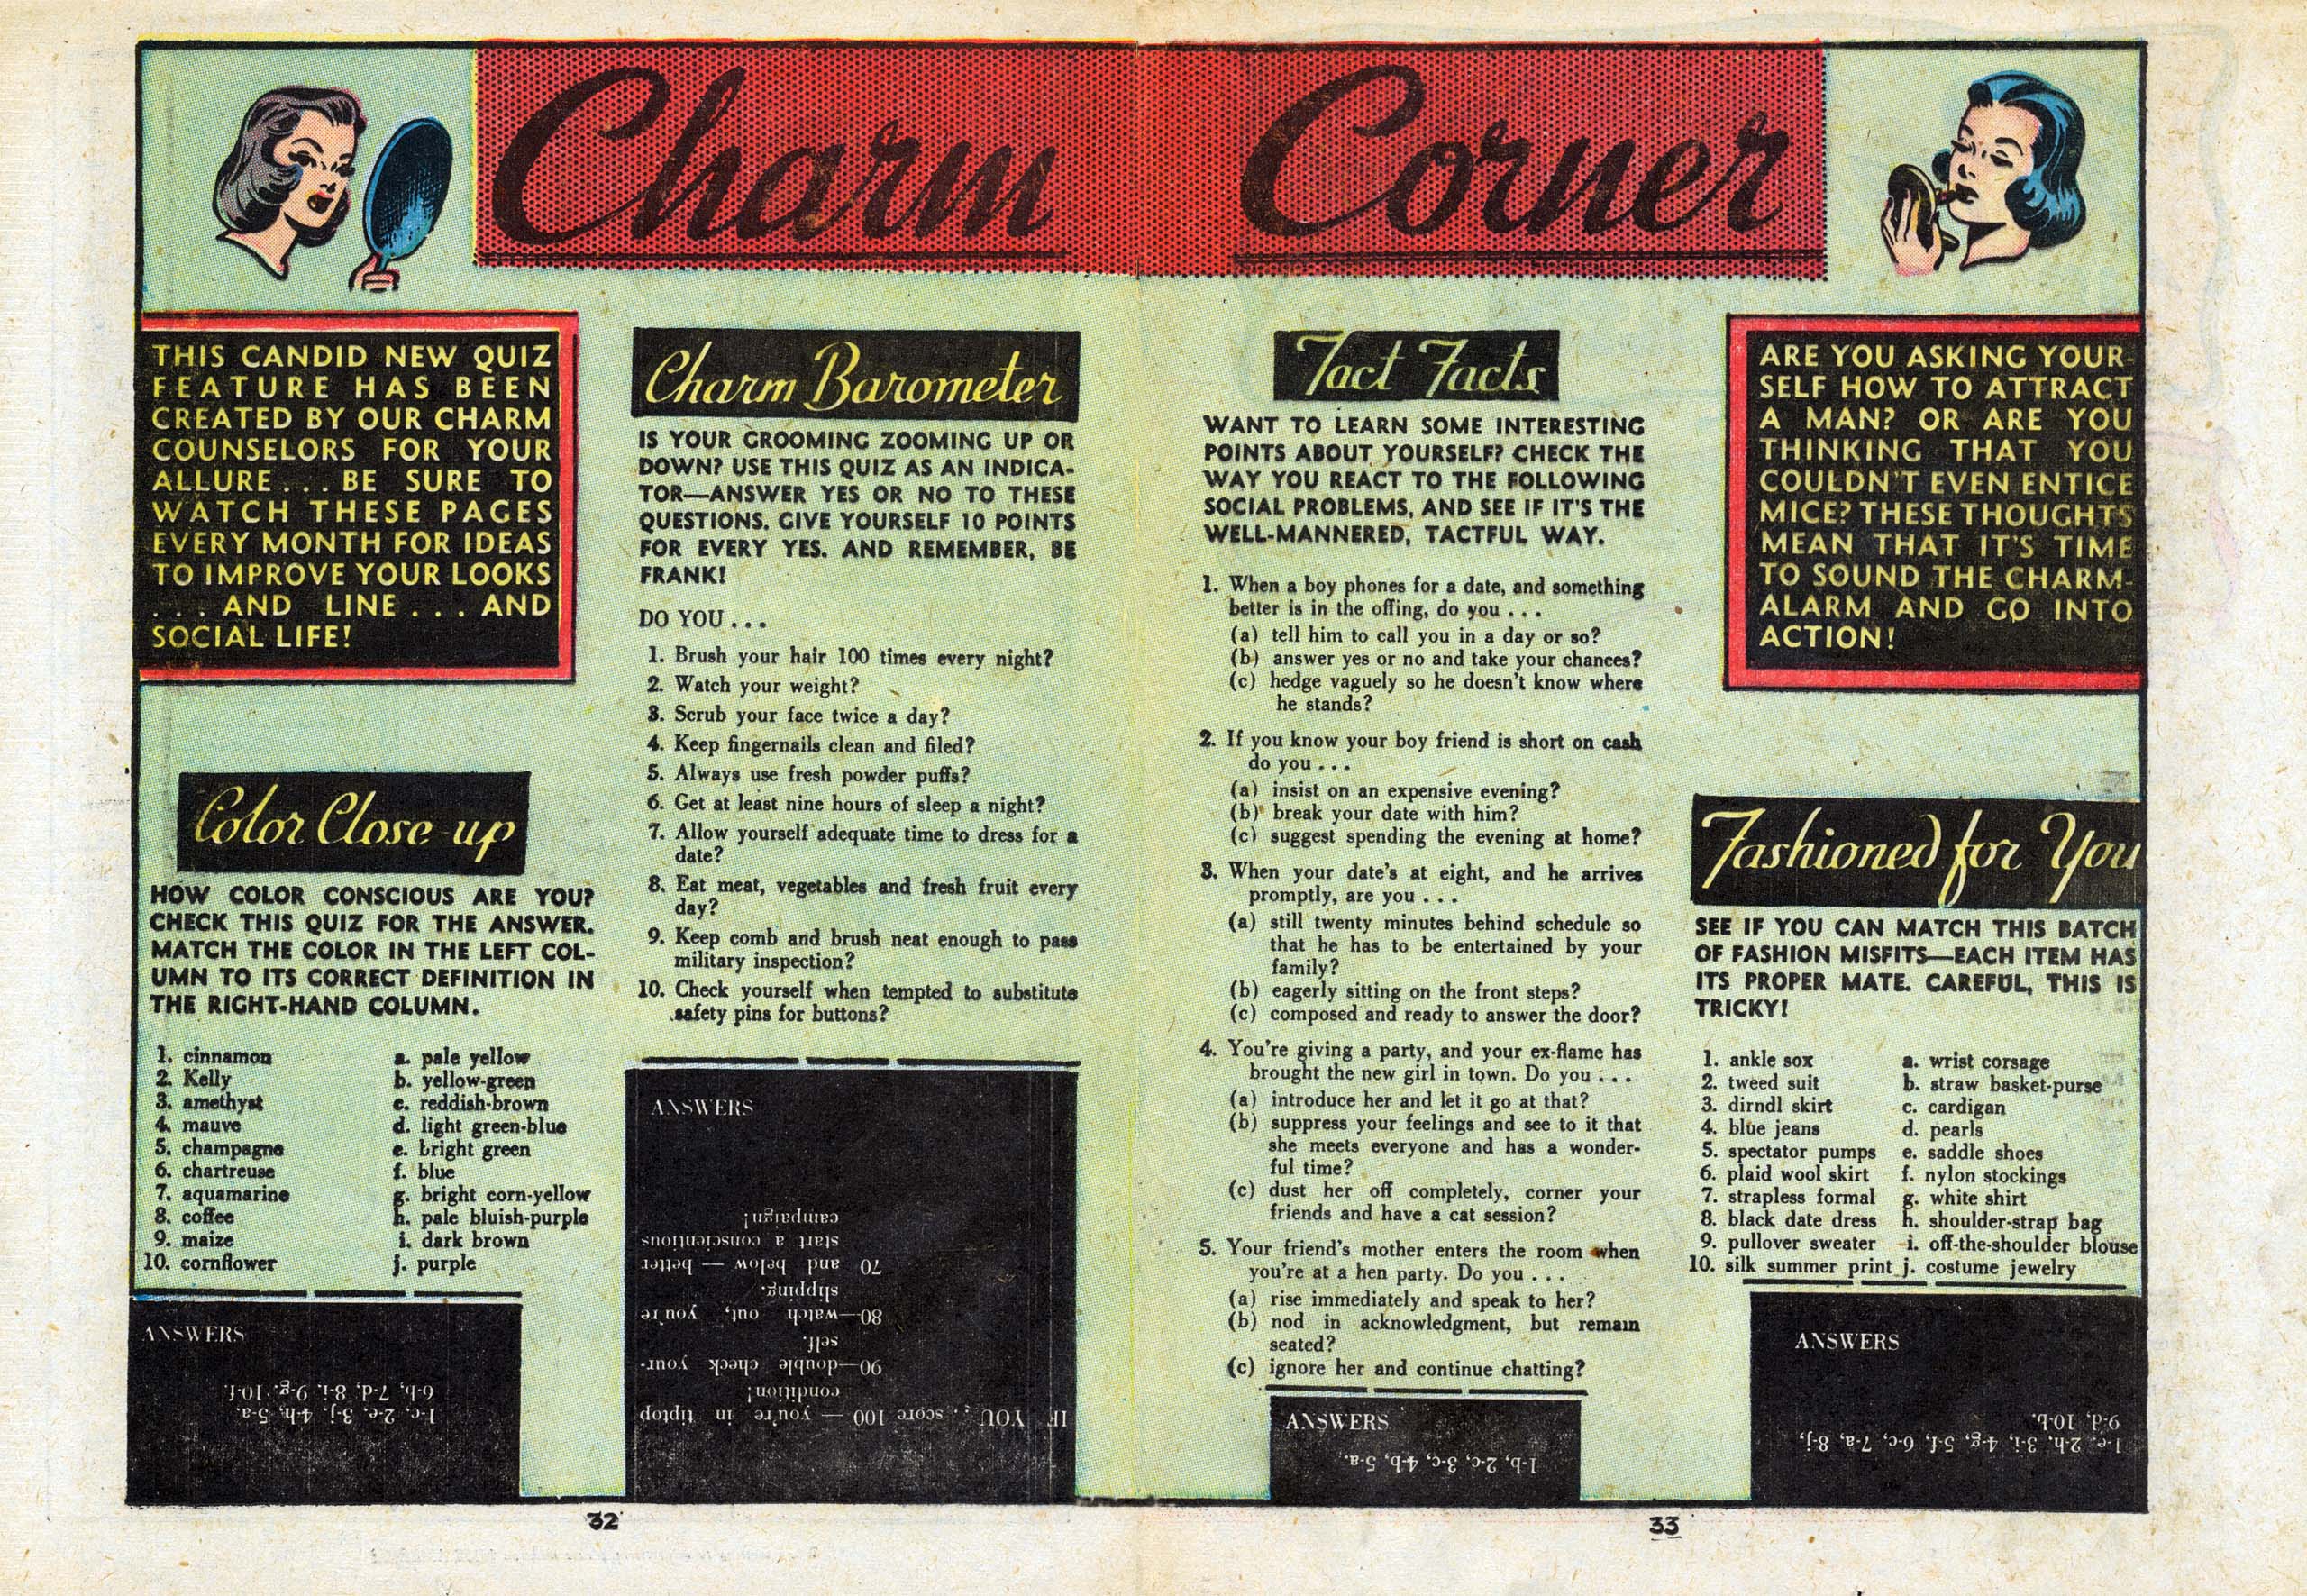 Charm Corner
THIS CANDID NEW QUIZ
FEATURE HAS BEEN
CREATED BY OUR CHARM
COUNSELORS FOR YOUR
ALLURE... BE SURE TO
WATCH THESE PAGES
EVERY MONTH FOR IDEAS
TO IMPROVE YOUR LOOKS
... AND LINE ... AND
SOCIAL LIFE!
Color Close-up
HOW COLOR CONSCIOUS ARE YOU?
CHECK THIS QUIZ FOR THE ANSWER.
MATCH THE COLOR IN THE LEFT COL-
UMN TO ITS CORRECT DEFINITION IN
THE RIGHT-HAND COLUMN.
1. cinnamon a. pale yellow
2. Kelly b. yellow-green
3. amethyst c. reddish-brown
4. mauve d. light green-blue
5. champagne e. bright green
6. chartreuse f. blue
7. aquamarine g. bright corn-yellow
8. coffee h. pale bluish-purple
9. maize i. dark brown
10. cornflower j. purple
ANSWERS
1-c, 2-e, 3-j, 4-h, 5-a.
6-b, 7-d, 8-i, 9-g, 10-f.
Charm Barometer
IS YOUR GROOMING ZOOMING UP OR
DOWN? USE THIS QUIZ AS AN INDICA-
TOR—ANSWER YES OR NO TO THESE
QUESTIONS. GIVE YOURSELF 10 POINTS
FOR EVERY YES. AND REMEMBER, BE
FRANK!
DO YOU ...
1. Brush your hair 100 times every night?
2. Watch your weight?
3. Scrub your face twice a day?
4. Keep fingernails clean and filed?
5. Always use fresh powder puffs?
6. Get at least nine hours of sleep a night?
7. Allow yourself adequate time to dress for a
date?
8. Eat meat, vegetables and fresh fruit every
day?
9. Keep comb and brush neat enough to pass
military inspection?
10. Check yourself when tempted to substitute
safety pins for buttons?
ANSWERS
IF YOU ... score 100 — you're in tiptop
condition!
90—double check your-
self.
80—watch out, you're
slipping.
70 and below — better
start a conscientious
campaign!
32
Tact Facts
WANT TO LEARN SOME INTERESTING
POINTS ABOUT YOURSELF? CHECK THE
WAY YOU REACT TO THE FOLLOWING
SOCIAL PROBLEMS, AND SEE IF IT'S THE
WELL-MANNERED, TACTFUL WAY.
1. When a boy phones for a date, and something
better is in the offing, do you ...
(a) tell him to call you in a day or so?
(b) answer yes or no and take your chances?
(c) hedge vaguely so he doesn't know where
he stands?
2. If you know your boy friend is short on cash
do you ...
(a) insist on an expensive evening?
(b) break your date with him?
(c) suggest spending the evening at home?
3. When your date's at eight, and he arrives
promptly, are you ...
(a) still twenty minutes behind schedule so
that he has to be entertained by your
family?
(b) eagerly sitting on the front steps?
(c) composed and ready to answer the door?
4. You're giving a party, and your ex-flame has
brought the new girl in town. Do you ...
(a) introduce her and let it go at that?
(b) suppress your feelings and see to it that
she meets everyone and has a wonder-
ful time?
(c) dust her off completely, corner your
friends and have a cat session?
5. Your friend's mother enters the room when
you're at a hen party. Do you ...
(a) rise immediately and speak to her?
(b) nod in acknowledgment, but remain
seated?
(c) ignore her and continue chatting?
ANSWERS
1-b, 2-c, 3-c, 4-b, 5-a.
ARE YOU ASKING YOUR-
SELF HOW TO ATTRACT
A MAN? OR ARE YOU
THINKING THAT YOU
COULDN'T EVEN ENTICE
MICE? THESE THOUGHTS
MEAN THAT IT'S TIME
TO SOUND THE CHARM-
ALARM AND GO INTO
ACTION!
Fashioned for You
SEE IF YOU CAN MATCH THIS BATCH
OF FASHION MISFITS—EACH ITEM HAS
ITS PROPER MATE. CAREFUL, THIS IS
TRICKY!
1. ankle sox a. wrist corsage
2. tweed suit b. straw basket-purse
3. dirndl skirt c. cardigan
4. blue jeans d. pearls
5. spectator pumps e. saddle shoes
6. plaid wool skirt f. nylon stockings
7. strapless formal g. white shirt
8. black date dress h. shoulder-strap bag
9. pullover sweater i. off-the-shoulder blouse
10. silk summer print j. costume jewelry
ANSWERS
1-e, 2-h, 3-i, 4-g, 5-f, 6-c, 7-a, 8-j,
9-d, 10-b.
33